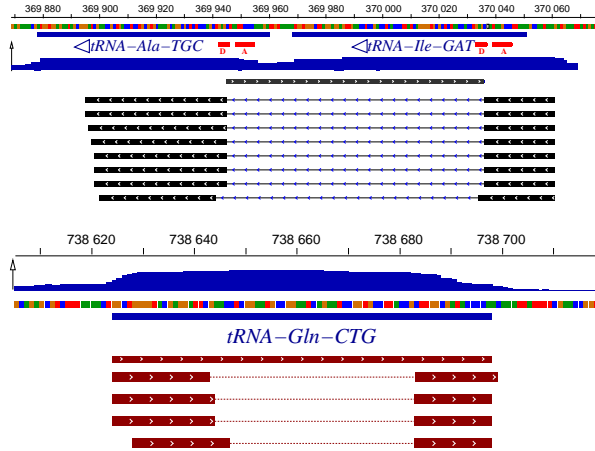 369 880 369 900 369 920 369 940 369 960 369 980 370 000 370 020 370 040 370 060
tRNA−Ala−TGC D A tRNA−Ile−GAT D A
738 620 738 640 738 660 738 680 738 700
tRNA−Gln−CTG